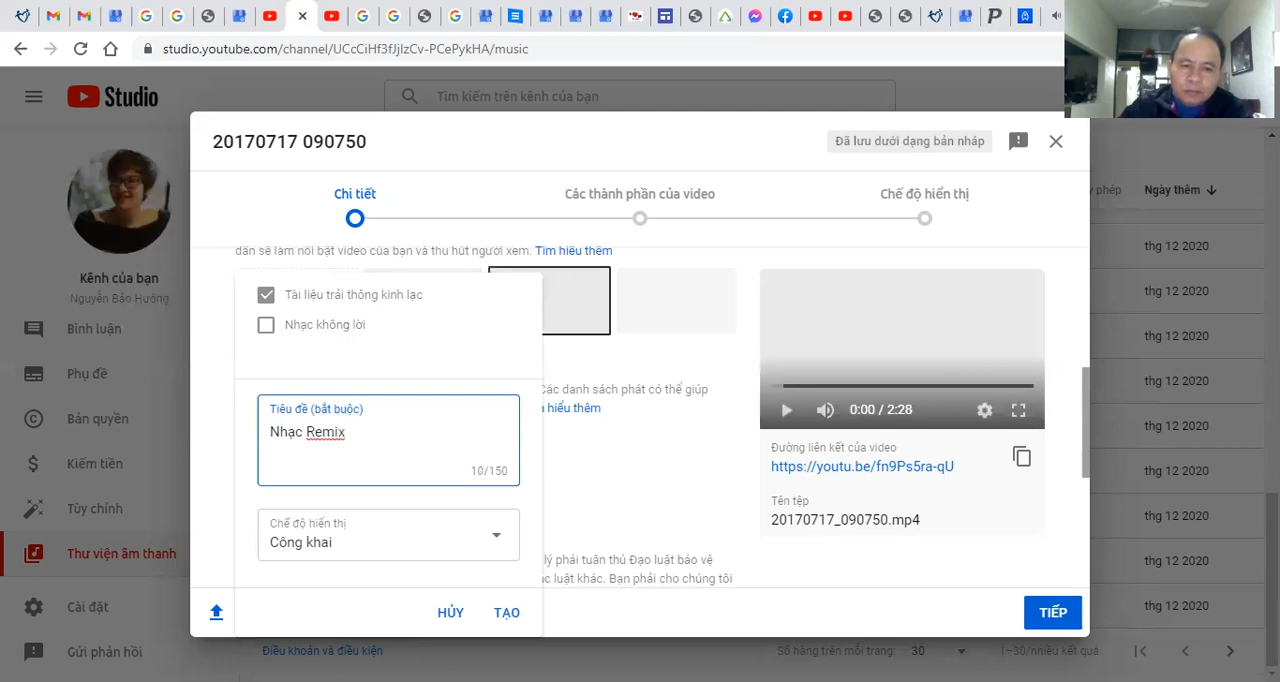 studio.youtube.com/channel/UCcCiHf3fJjIzCv-PCePykHA/music
Studio
Tìm kiếm trên kênh của bạn
20170717 090750
Đã lưu dưới dạng bản nháp
Chi tiết
Các thành phần của video
Chế độ hiển thị
phép
Ngày thêm
dẫn sẽ làm nổi bật video của bạn và thu hút người xem. Tìm hiểu thêm
Kênh của bạn
Nguyễn Bảo Hướng
Bình luận
Phụ đề
Bản quyền
Kiếm tiền
Tùy chỉnh
Thư viện âm thanh
Cài đặt
Gửi phản hồi
Tài liệu trải thông kinh lạc
Nhạc không lời
Các danh sách phát có thể giúp
hiểu thêm
Tiêu đề (bắt buộc)
Nhạc Remix
10/150
Chế độ hiển thị
Công khai
lý phải tuân thủ Đạo luật bảo vệ
luật khác. Bạn phải cho chúng tôi
HỦY
TẠO
0:00 / 2:28
Đường liên kết của video
https://youtu.be/fn9Ps5ra-qU
Tên tệp
20170717_090750.mp4
TIẾP
thg 12 2020
thg 12 2020
thg 12 2020
thg 12 2020
thg 12 2020
thg 12 2020
thg 12 2020
thg 12 2020
thg 12 2020
Điều khoản và điều kiện
Số hàng trên mỗi trang: 30
1–30/nhiều kết quả